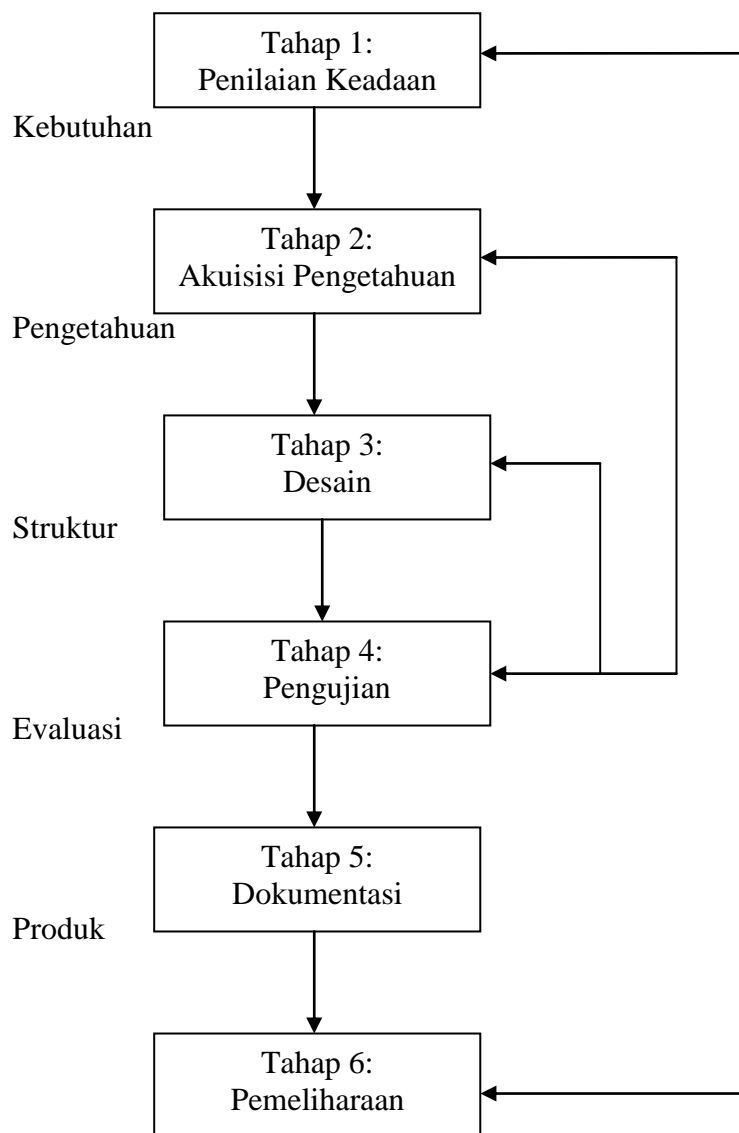 Tahap 1:
Penilaian Keadaan
Kebutuhan
Tahap 2:
Akuisisi Pengetahuan
Pengetahuan
Tahap 3:
Desain
Struktur
Tahap 4:
Pengujian
Evaluasi
Tahap 5:
Dokumentasi
Produk
Tahap 6:
Pemeliharaan